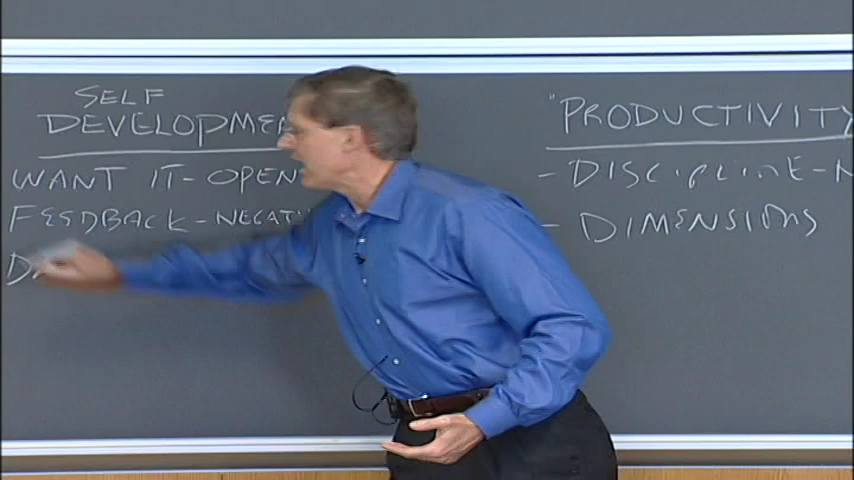 SELF
DEVELOPME
WANT IT - OPEN
FEEDBACK - NEGATI
D
"PRODUCTIVITY
- DISCIPLINE - N
- DIMENSIONS